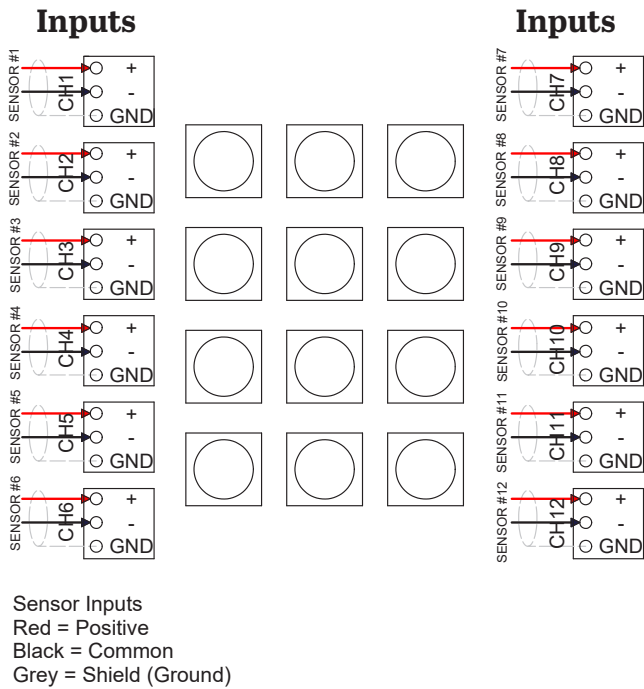 Inputs
SENSOR #1
CH1
+
-
GND
SENSOR #2
CH2
+
-
GND
SENSOR #3
CH3
+
-
GND
SENSOR #4
CH4
+
-
GND
SENSOR #5
CH5
+
-
GND
SENSOR #6
CH6
+
-
GND
Inputs
SENSOR #7
CH7
+
-
GND
SENSOR #8
CH8
+
-
GND
SENSOR #9
CH9
+
-
GND
SENSOR #10
CH10
+
-
GND
SENSOR #11
CH11
+
-
GND
SENSOR #12
CH12
+
-
GND
Sensor Inputs
Red = Positive
Black = Common
Grey = Shield (Ground)